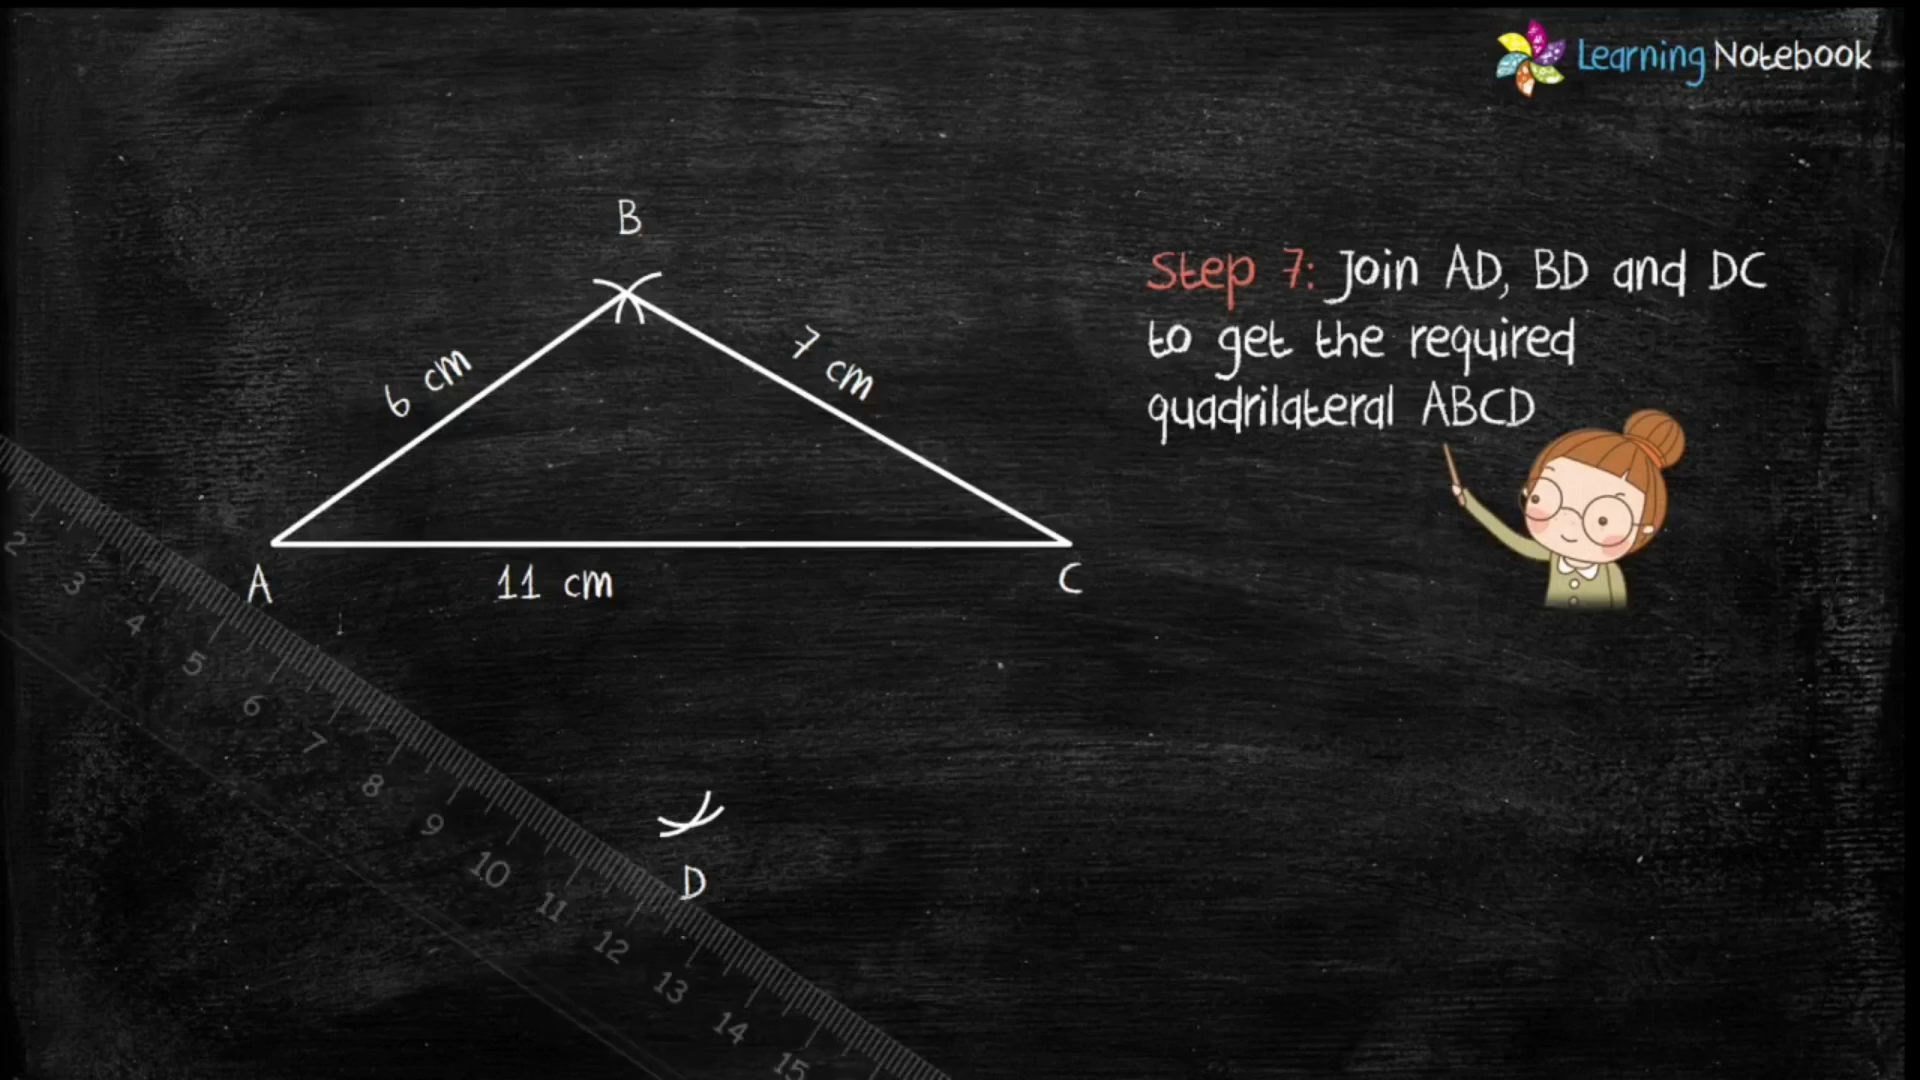 Learning Notebook
B
Step 7: Join AD, BD and DC
to get the required
quadrilateral ABCD
6 cm
7 cm
A
11 cm
C
D
2
3
4
5
6
7
8
9
10
11
12
13
14
15